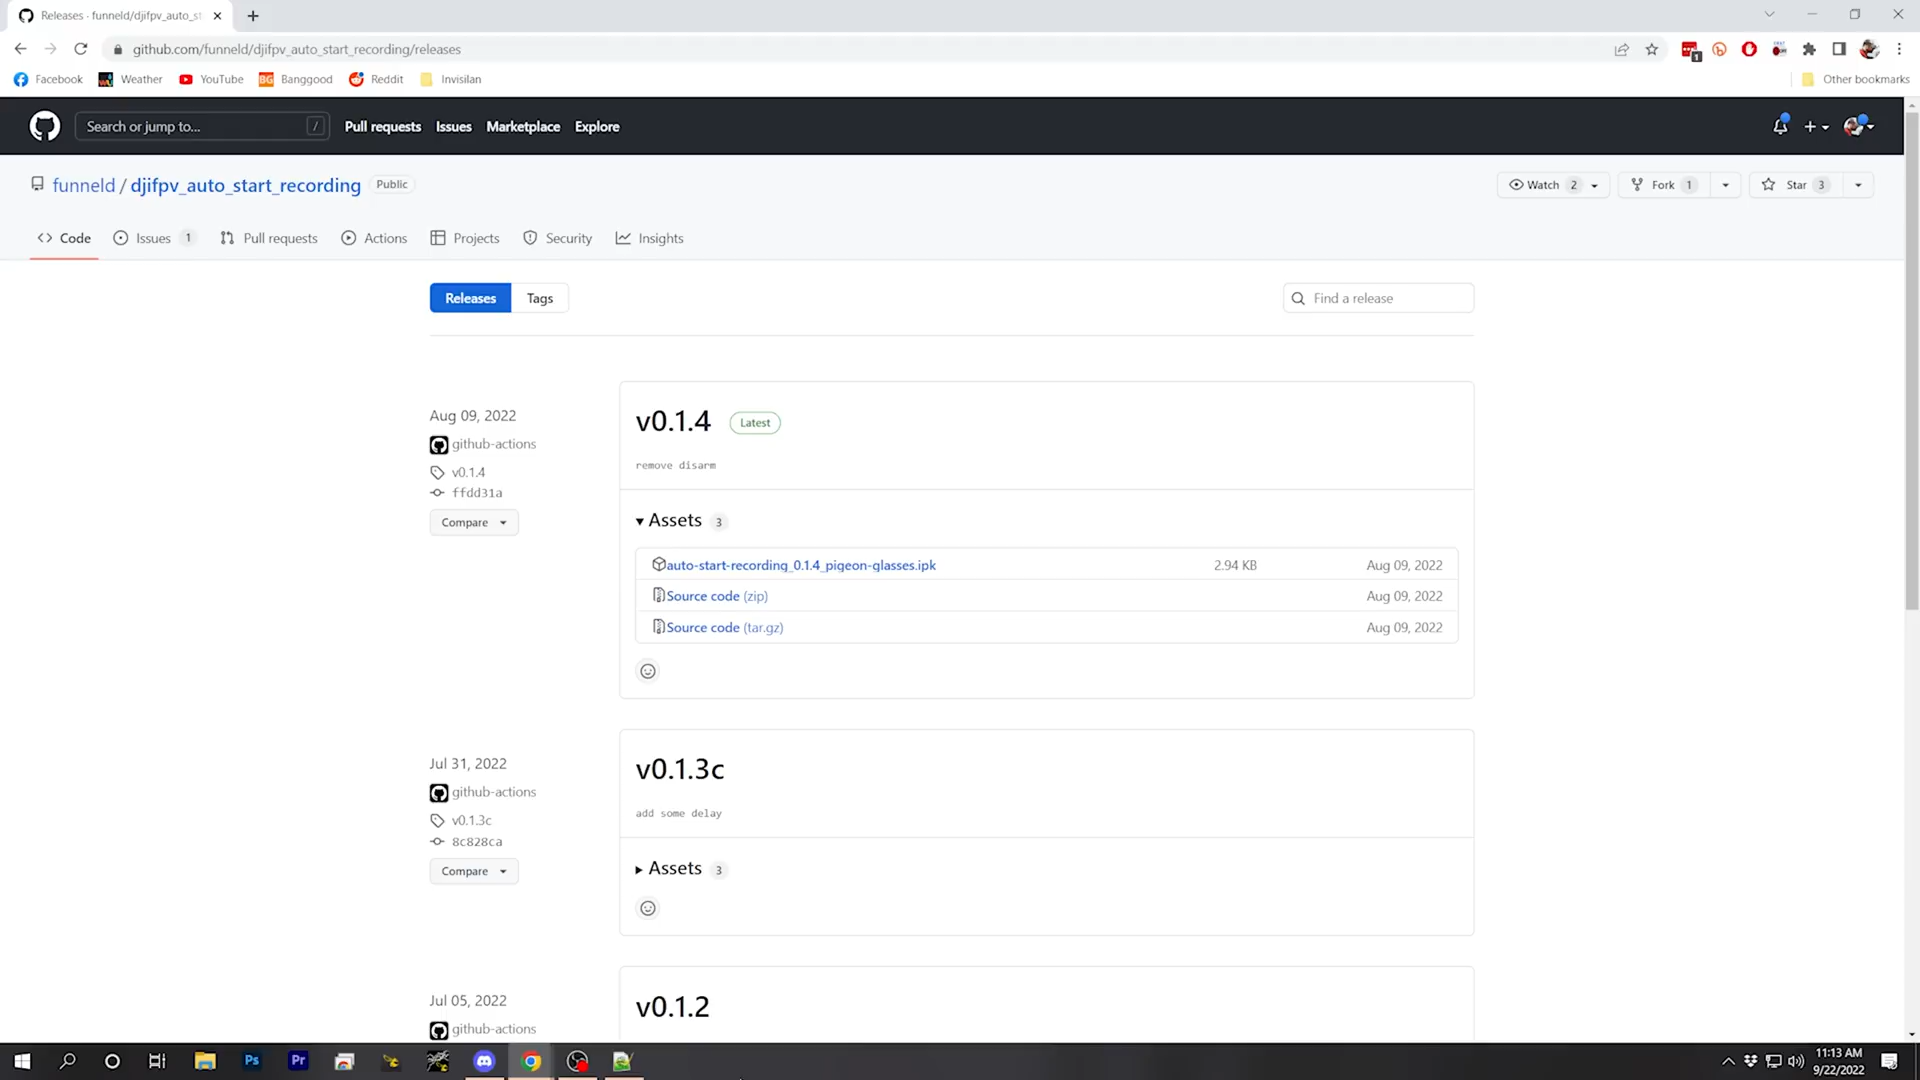 Releases · funneld/djifpv_auto_st
github.com/funneld/djifpv_auto_start_recording/releases
1
Facebook Weather YouTube BG Banggood Reddit Invisilan Other bookmarks
Search or jump to... / Pull requests Issues Marketplace Explore
funneld / djifpv_auto_start_recording Public Watch 2 Fork 1 Star 3
Code Issues 1 Pull requests Actions Projects Security Insights
Releases Tags Find a release
Aug 09, 2022
github-actions
v0.1.4
ffdd31a
Compare
v0.1.4 Latest
remove disarm
Assets 3
auto-start-recording_0.1.4_pigeon-glasses.ipk 2.94 KB Aug 09, 2022
Source code (zip) Aug 09, 2022
Source code (tar.gz) Aug 09, 2022
Jul 31, 2022
github-actions
v0.1.3c
8c828ca
Compare
v0.1.3c
add some delay
Assets 3
Jul 05, 2022
github-actions
v0.1.2
Ps Pr
11:13 AM
9/22/2022